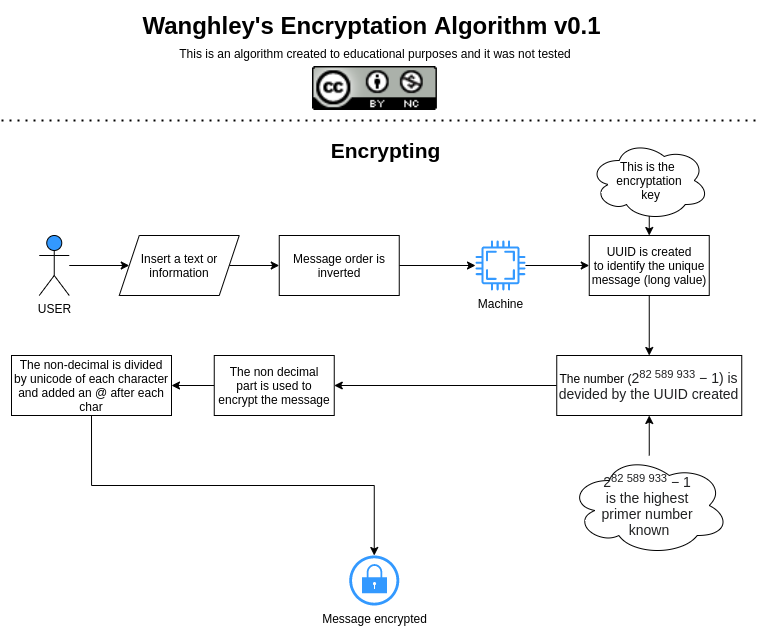 Wanghley's Encryptation Algorithm v0.1
This is an algorithm created to educational purposes and it was not tested
cc
BY NC
Encrypting
This is the
encryptation
key
Insert a text or
information
Message order is
inverted
UUID is created
to identify the unique
message (long value)
USER
Machine
The non-decimal is divided
by unicode of each character
and added an @ after each
char
The non decimal
part is used to
encrypt the message
The number (2^82 589 933 − 1) is
devided by the UUID created
2^82 589 933 − 1
is the highest
primer number
known
Message encrypted